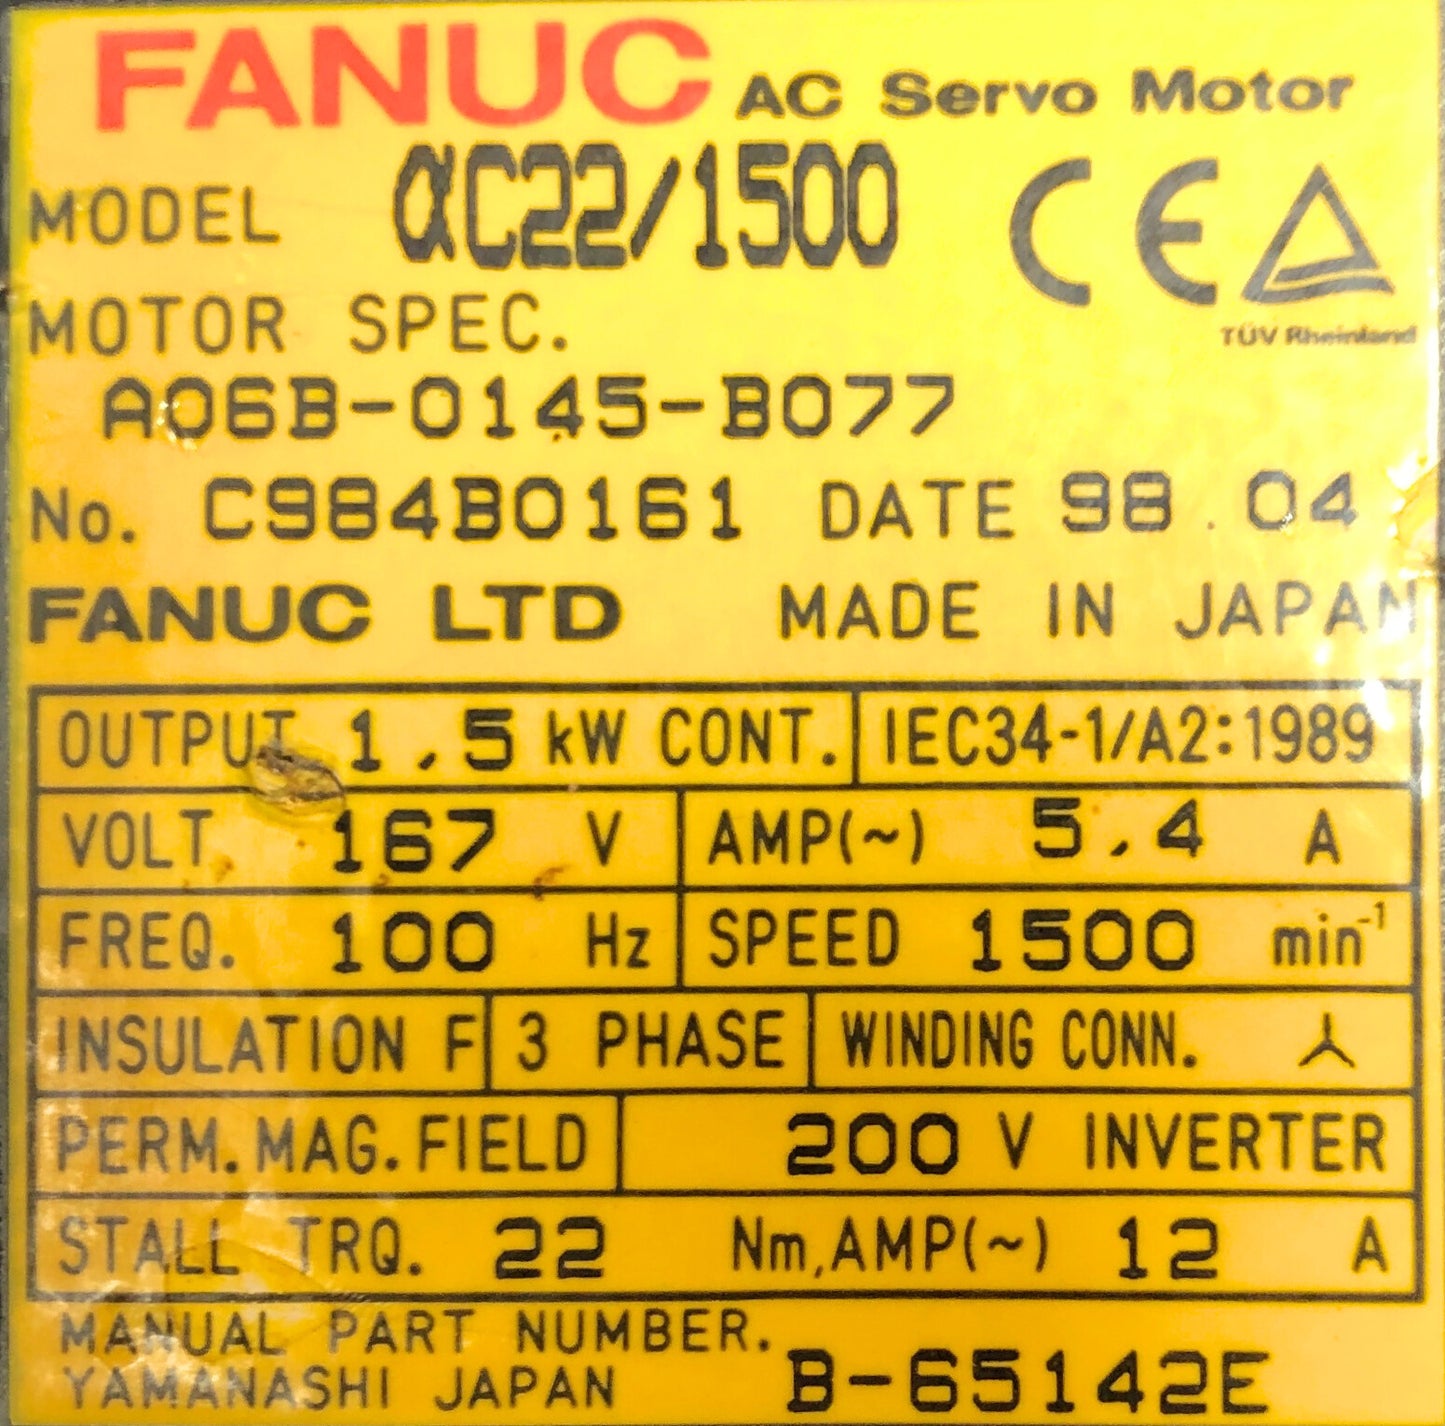 FANUC AC Servo Motor
MODEL αC22/1500 CE
TÜV Rheinland
MOTOR SPEC.
A06B-0145-B077
No. C984B0161 DATE 98.04
FANUC LTD MADE IN JAPAN
OUTPUT 1.5 kW CONT. IEC34-1/A2:1989
VOLT 167 V AMP(~) 5.4 A
FREQ. 100 Hz SPEED 1500 min⁻¹
INSULATION F 3 PHASE WINDING CONN. ⅄
PERM.MAG.FIELD 200 V INVERTER
STALL TRQ. 22 Nm,AMP(~) 12 A
MANUAL PART NUMBER.
YAMANASHI JAPAN B-65142E